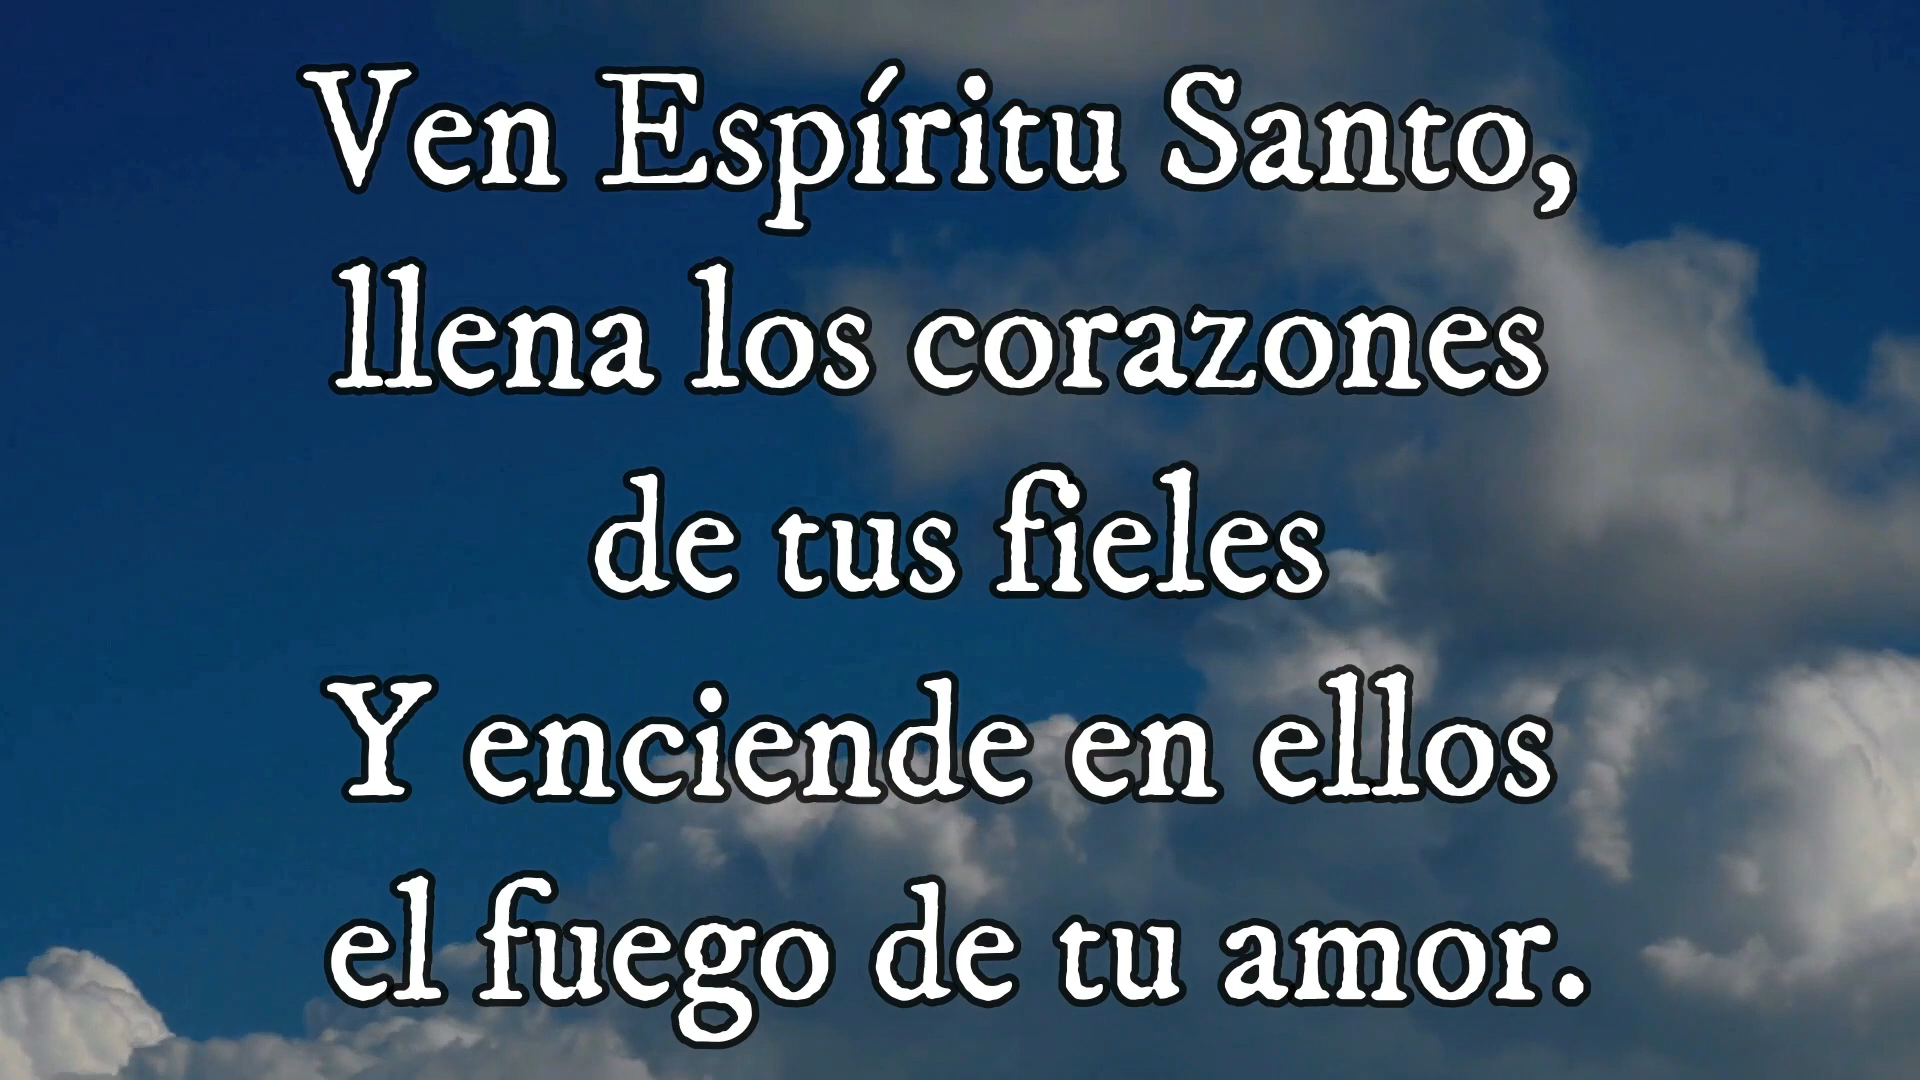 Ven Espíritu Santo,
llena los corazones
de tus fieles
Y enciende en ellos
el fuego de tu amor.